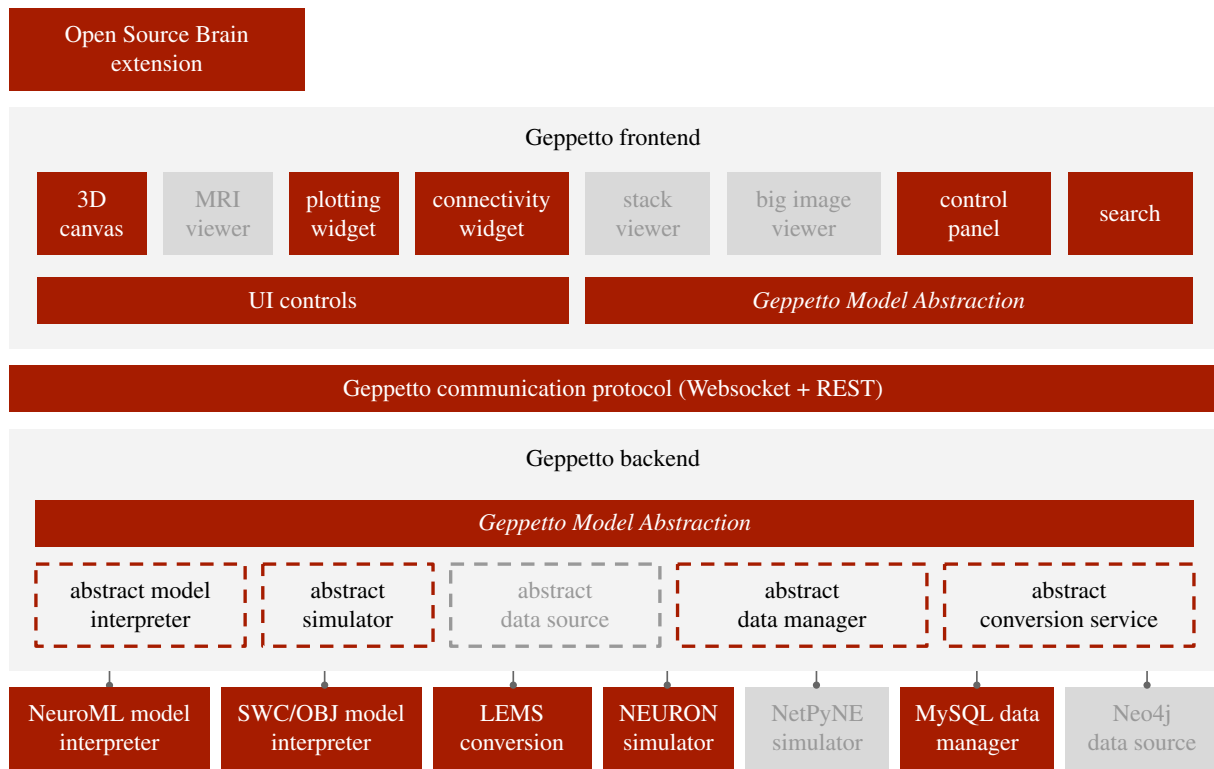 Open Source Brain
extension
Geppetto frontend
3D
canvas
MRI
viewer
plotting
widget
connectivity
widget
stack
viewer
big image
viewer
control
panel
search
UI controls
Geppetto Model Abstraction
Geppetto communication protocol (Websocket + REST)
Geppetto backend
Geppetto Model Abstraction
abstract model
interpreter
abstract
simulator
abstract
data source
abstract
data manager
abstract
conversion service
NeuroML model
interpreter
SWC/OBJ model
interpreter
LEMS
conversion
NEURON
simulator
NetPyNE
simulator
MySQL data
manager
Neo4j
data source